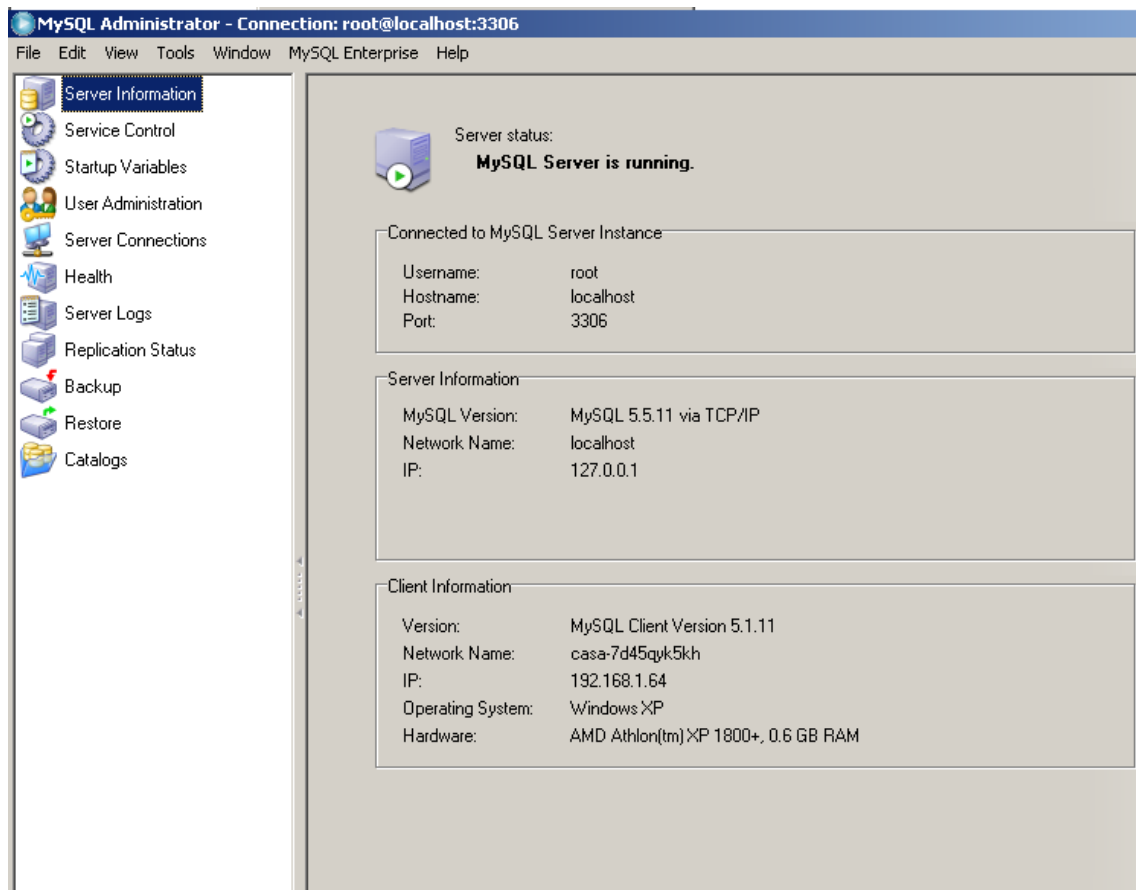 MySQL Administrator - Connection: root@localhost:3306
File Edit View Tools Window MySQL Enterprise Help
Server Information
Service Control
Startup Variables
User Administration
Server Connections
Health
Server Logs
Replication Status
Backup
Restore
Catalogs
Server status:
MySQL Server is running.
Connected to MySQL Server Instance
Username: root
Hostname: localhost
Port: 3306
Server Information
MySQL Version: MySQL 5.5.11 via TCP/IP
Network Name: localhost
IP: 127.0.0.1
Client Information
Version: MySQL Client Version 5.1.11
Network Name: casa-7d45qyk5kh
IP: 192.168.1.64
Operating System: Windows XP
Hardware: AMD Athlon(tm) XP 1800+, 0.6 GB RAM